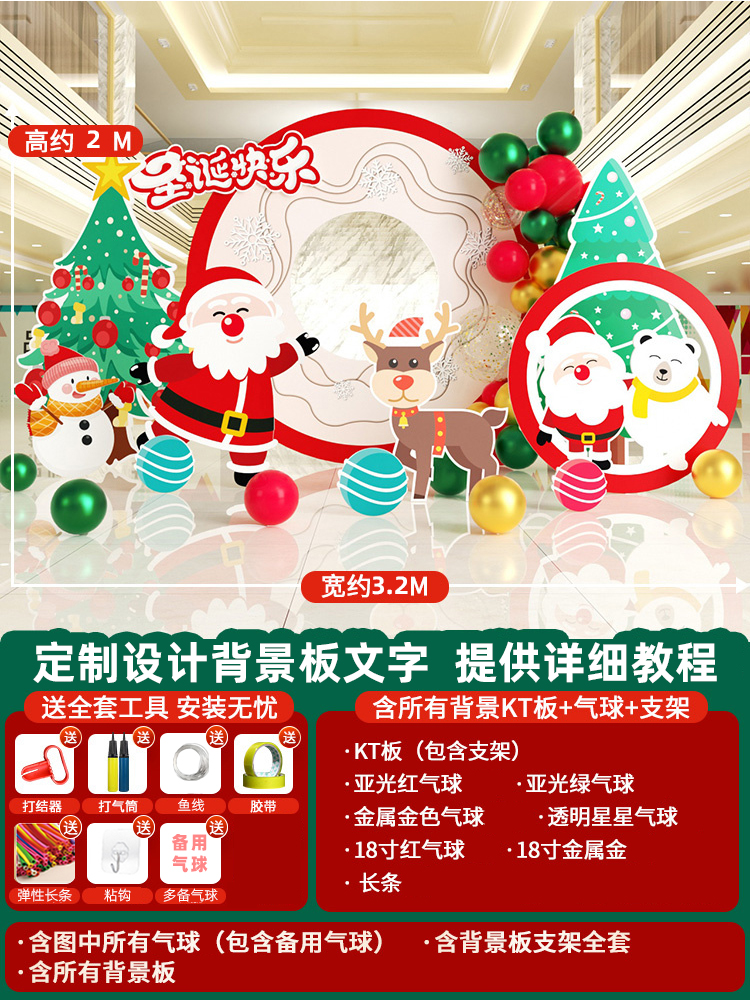 高约 2 M
圣诞快乐
宽约3.2M
定制设计背景板文字 提供详细教程
送全套工具 安装无忧
送
送
送
送
打结器
打气筒
鱼线
胶带
送
送
送
备用
气球
弹性长条
粘钩
多备气球
含所有背景KT板+气球+支架
·KT板（包含支架）
·亚光红气球 ·亚光绿气球
·金属金色气球 ·透明星星气球
·18寸红气球 ·18寸金属金
·长条
·含图中所有气球（包含备用气球） ·含背景板支架全套
·含所有背景板